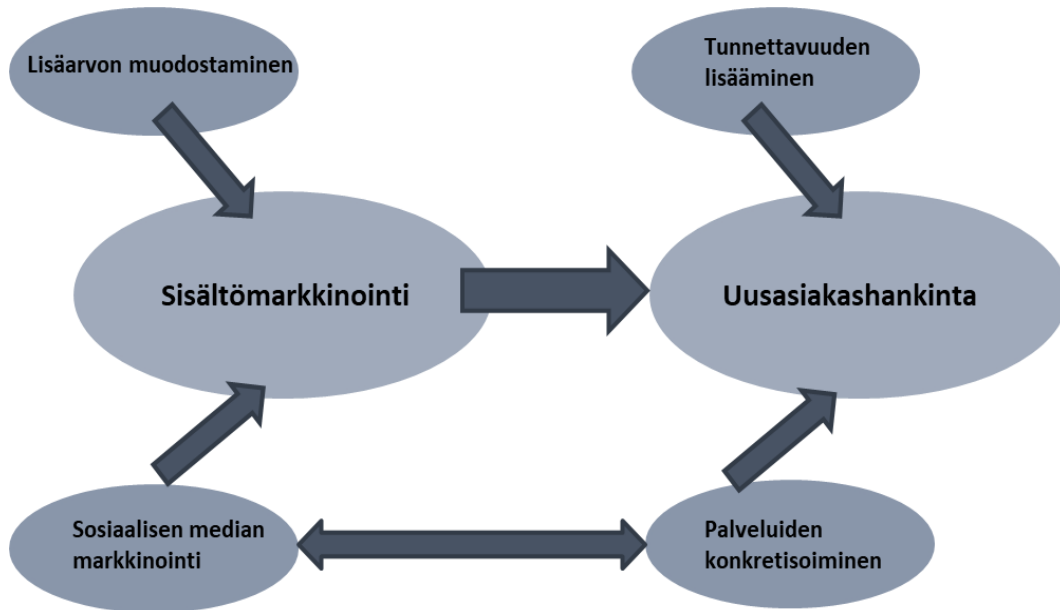 Lisäarvon muodostaminen
Tunnettavuuden
lisääminen
Sisältömarkkinointi
Uusasiakashankinta
Sosiaalisen median
markkinointi
Palveluiden
konkretisoiminen